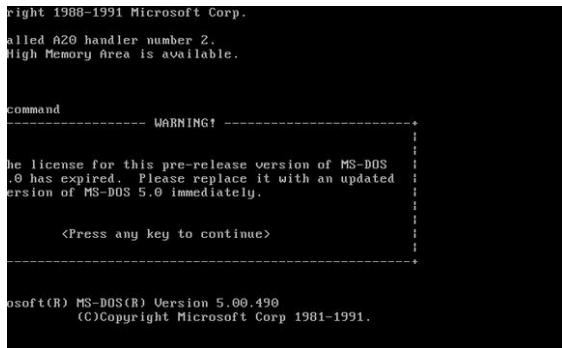 right 1988-1991 Microsoft Corp.
alled A20 handler number 2.
High Memory Area is available.
command
------------------ WARNING! ------------------------+
he license for this pre-release version of MS-DOS
.0 has expired. Please replace it with an updated
ersion of MS-DOS 5.0 immediately.
<Press any key to continue>
osoft(R) MS-DOS(R) Version 5.00.490
(C)Copyright Microsoft Corp 1981-1991.